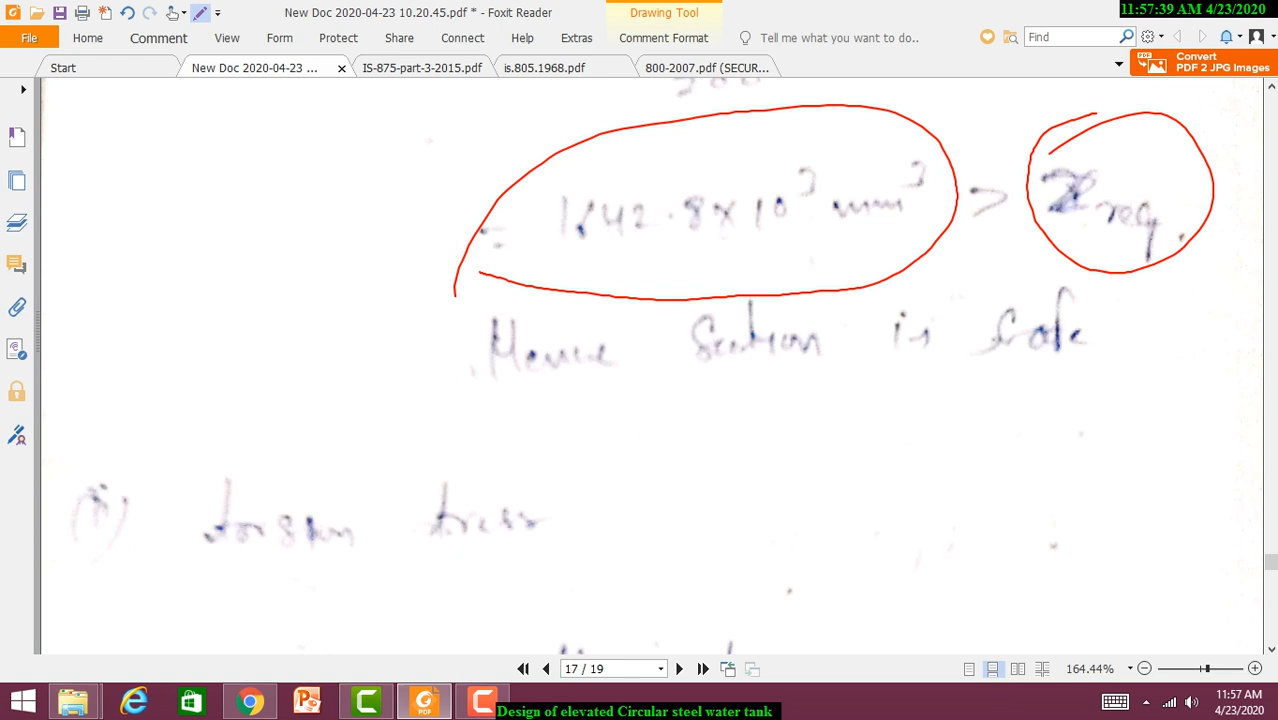 New Doc 2020-04-23 10.20.45.pdf * - Foxit Reader
Drawing Tool
11:57:39 AM 4/23/2020
File Home Comment View Form Protect Share Connect Help Extras Comment Format Tell me what you want to do.. Find
Start New Doc 2020-04-23 ... IS-875-part-3-2015.pdf is.805.1968.pdf 800-2007.pdf (SECUR...
Convert
PDF 2 JPG Images
= 1642.8 × 10³ mm³ > Zreq.
Hence Section is safe
(ii)
17 / 19
164.44%
11:57 AM
4/23/2020
Design of elevated Circular steel water tank